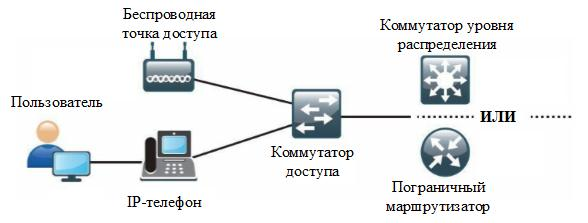 Беспроводная
точка доступа
Коммутатор уровня
распределения
Пользователь
ИЛИ
Коммутатор
доступа
IP-телефон
Пограничный
маршрутизатор